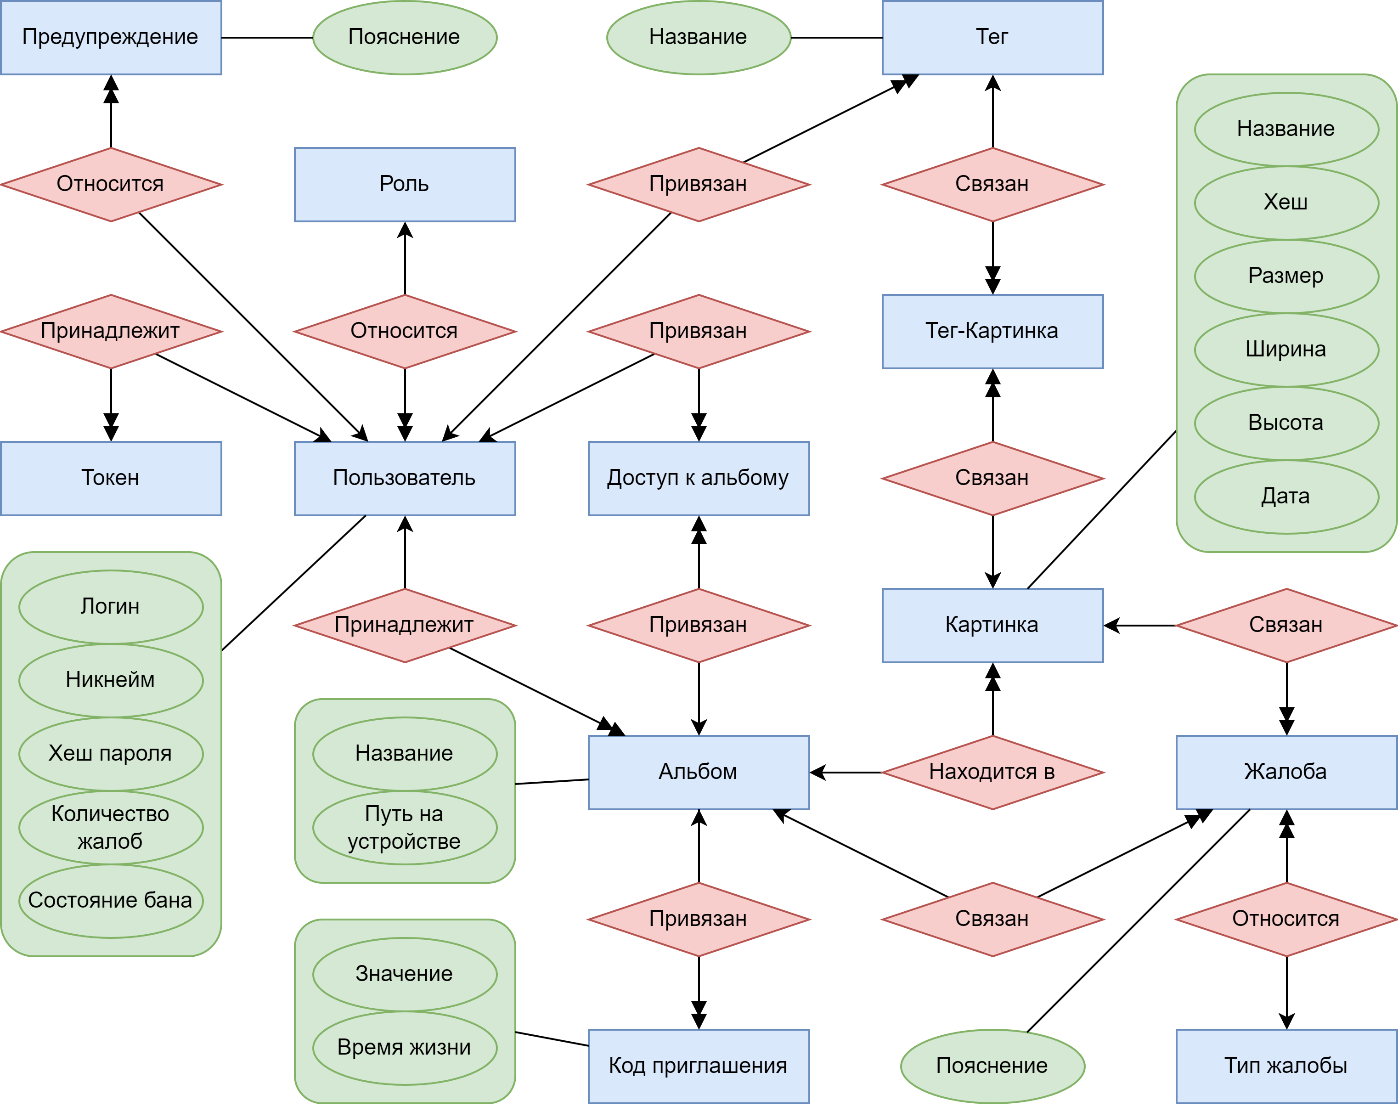 Предупреждение
Пояснение
Название
Тег
Название
Относится
Роль
Привязан
Связан
Хеш
Размер
Принадлежит
Относится
Привязан
Тег-Картинка
Ширина
Высота
Токен
Пользователь
Доступ к альбому
Связан
Дата
Логин
Принадлежит
Привязан
Картинка
Связан
Никнейм
Хеш пароля
Название
Альбом
Находится в
Жалоба
Количество
жалоб
Путь на
устройстве
Состояние бана
Привязан
Связан
Относится
Значение
Время жизни
Код приглашения
Пояснение
Тип жалобы